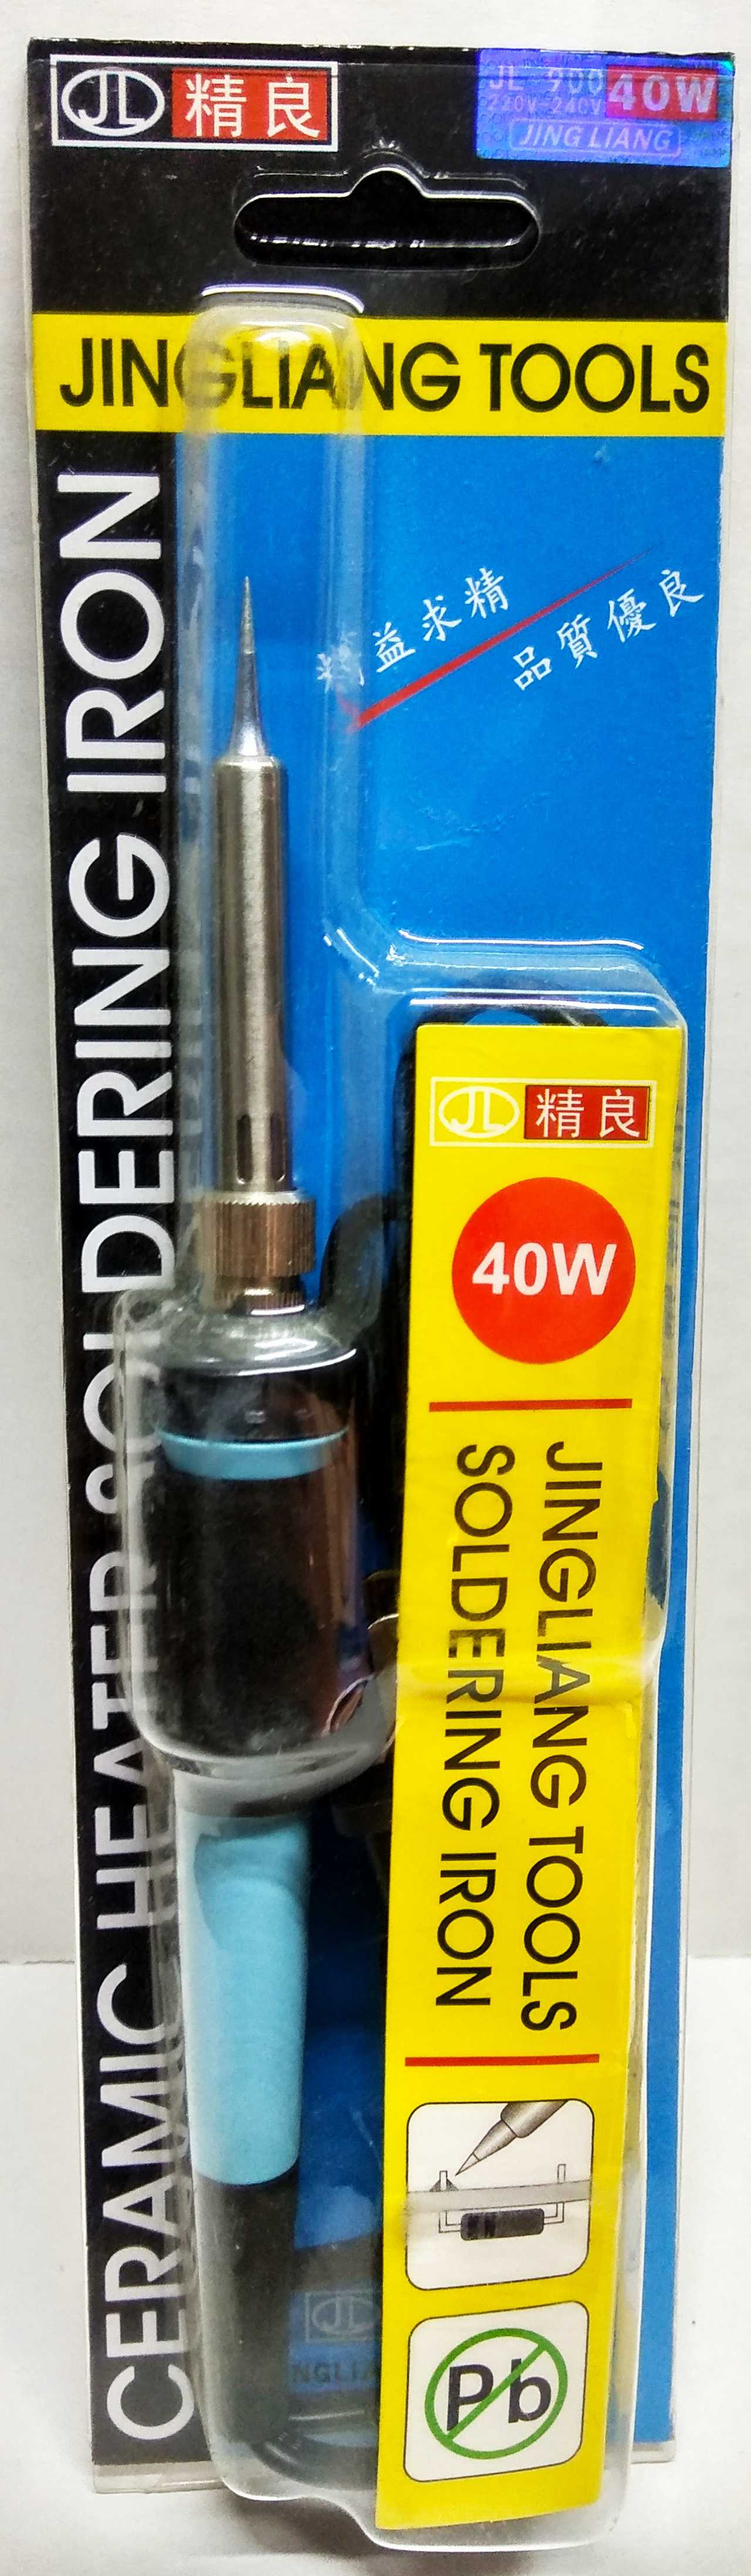 JL 精良
JL-900 40W
220V-240V
JING LIANG
JINGLIANG TOOLS
精益求精
品質優良
CERAMIC HEATER SOLDERING IRON
JL 精良
40W
JINGLIANG TOOLS
SOLDERING IRON
Pb
JL